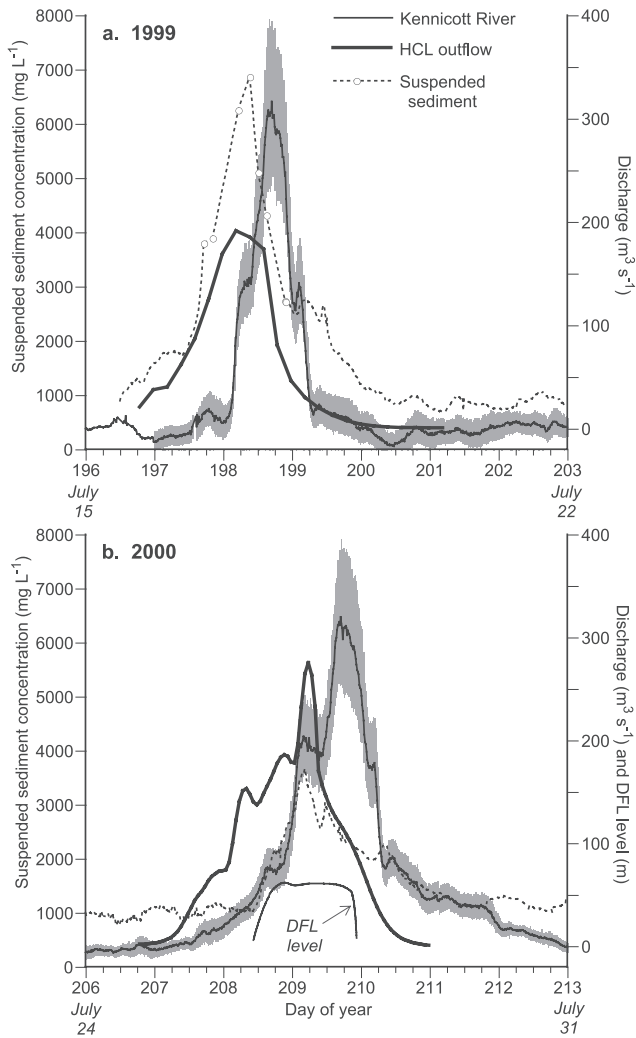 a. 1999
Kennicott River
HCL outflow
Suspended
sediment
Suspended sediment concentration (mg L-1)
8000
7000
6000
5000
4000
3000
2000
1000
0
400
300
200
100
0
Discharge (m3 s-1)
196 197 198 199 200 201 202 203
July
15
July
22
b. 2000
Suspended sediment concentration (mg L-1)
8000
7000
6000
5000
4000
3000
2000
1000
0
400
300
200
100
0
Discharge (m3 s-1) and DFL
level (m)
DFL
level
206 207 208 209 210 211 212 213
July
24
Day of year
July
31